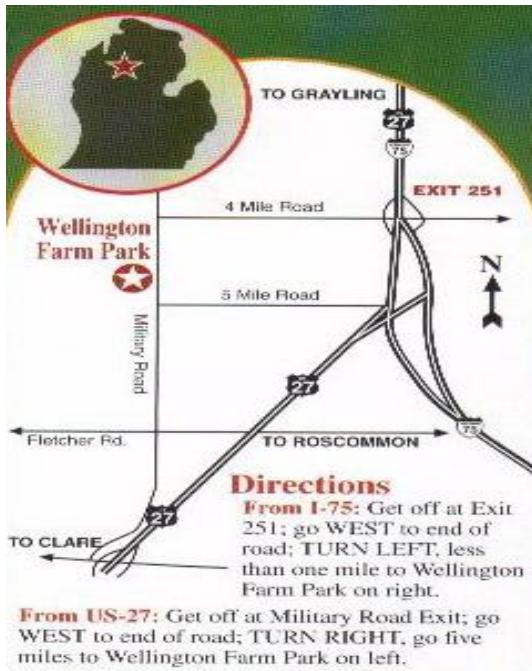 TO GRAYLING
27
75
EXIT 251
4 Mile Road
Wellington
Farm Park
N
5 Mile Road
Military Road
27
75
Fletcher Rd.
TO ROSCOMMON
Directions
From I-75: Get off at Exit
251; go WEST to end of
road; TURN LEFT, less
than one mile to Wellington
Farm Park on right.
27
TO CLARE
From US-27: Get off at Military Road Exit; go
WEST to end of road; TURN RIGHT, go five
miles to Wellington Farm Park on left.